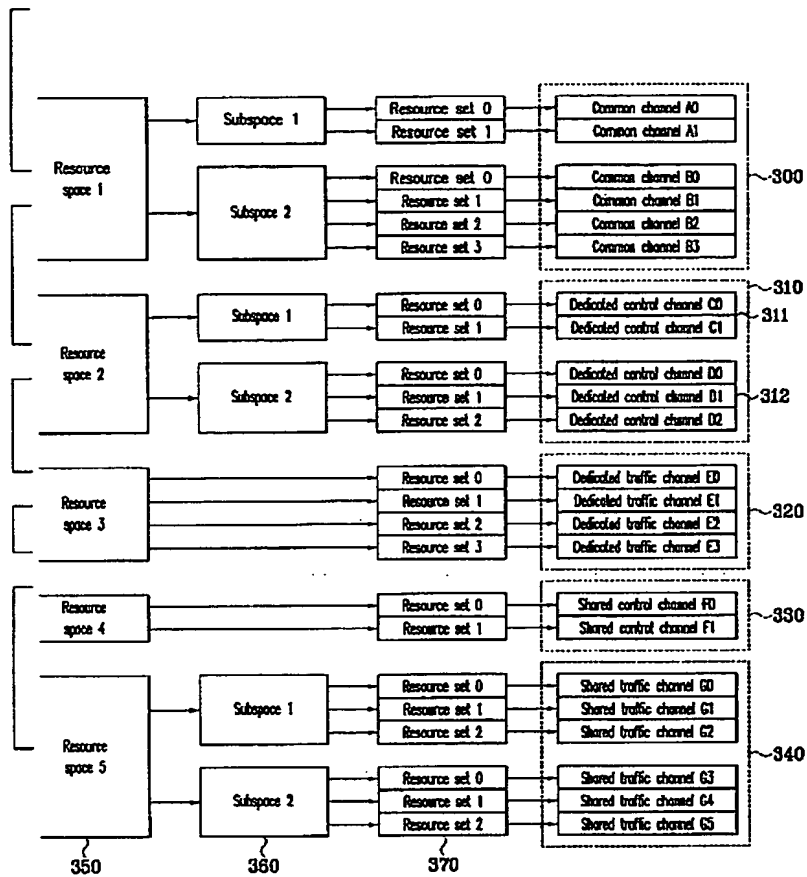 Subspace 1
Resource set 0
Resource set 1
Common channel A0
Common channel A1
Resource
space 1
Subspace 2
Resource set 0
Resource set 1
Resource set 2
Resource set 3
Common channel B0
Common channel B1
Common channel B2
Common channel B3
300
310
Subspace 1
Resource set 0
Resource set 1
Dedicated control channel C0
Dedicated control channel C1
311
Resource
space 2
Subspace 2
Resource set 0
Resource set 1
Resource set 2
Dedicated control channel D0
Dedicated control channel D1
Dedicated control channel D2
312
Resource
space 3
Resource set 0
Resource set 1
Resource set 2
Resource set 3
Dedicated traffic channel E0
Dedicated traffic channel E1
Dedicated traffic channel E2
Dedicated traffic channel E3
320
Resource
space 4
Resource set 0
Resource set 1
Shared control channel F0
Shared control channel F1
330
Resource
space 5
Subspace 1
Resource set 0
Resource set 1
Resource set 2
Shared traffic channel G0
Shared traffic channel G1
Shared traffic channel G2
340
Subspace 2
Resource set 0
Resource set 1
Resource set 2
Shared traffic channel G3
Shared traffic channel G4
Shared traffic channel G5
350
360
370